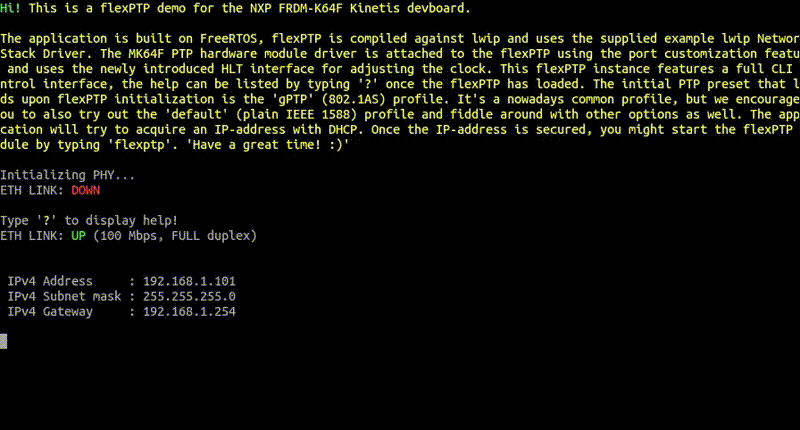 Hi! This is a flexPTP demo for the NXP FRDM-K64F Kinetis devboard.
The application is built on FreeRTOS, flexPTP is compiled against lwip and uses the supplied example lwip Networ
Stack Driver. The MK64F PTP hardware module driver is attached to the flexPTP using the port customization featu
and uses the newly introduced HLT interface for adjusting the clock. This flexPTP instance features a full CLI
ntrol interface, the help can be listed by typing '?' once the flexPTP has loaded. The initial PTP preset that l
ds upon flexPTP initialization is the 'gPTP' (802.1AS) profile. It's a nowadays common profile, but we encourage
ou to also try out the 'default' (plain IEEE 1588) profile and fiddle around with other options as well. The app
cation will try to acquire an IP-address with DHCP. Once the IP-address is secured, you might start the flexPTP
dule by typing 'flexptp'. 'Have a great time! :)'
Initializing PHY...
ETH LINK: DOWN
Type '?' to display help!
ETH LINK: UP (100 Mbps, FULL duplex)
IPv4 Address     : 192.168.1.101
IPv4 Subnet mask : 255.255.255.0
IPv4 Gateway     : 192.168.1.254